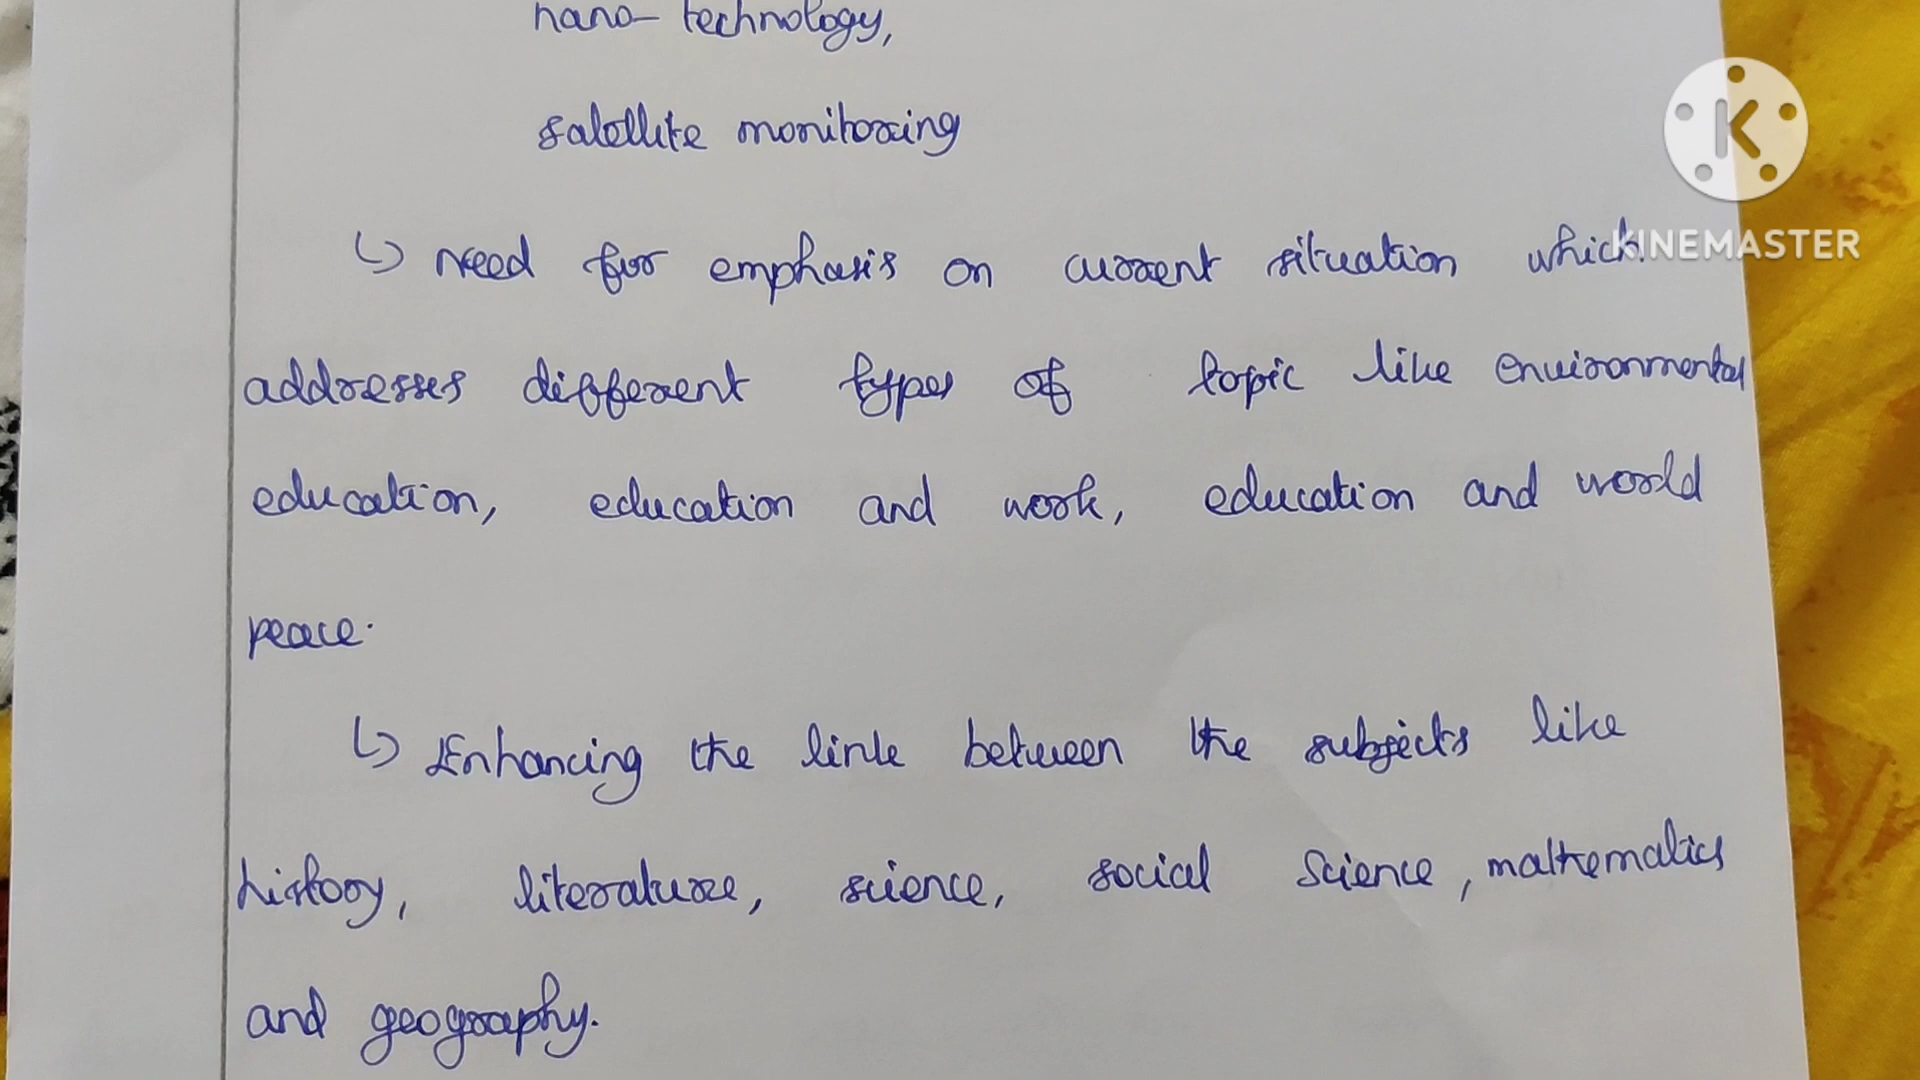 nano- technology,
satellite monitoring
↳ Need for emphasis on current situation which
addresses different types of topic like environmental
education, education and work, education and world
peace.
↳ Enhancing the link between the subjects like
history, literature, science, social Science, mathematics
and geography.
K
KINEMASTER